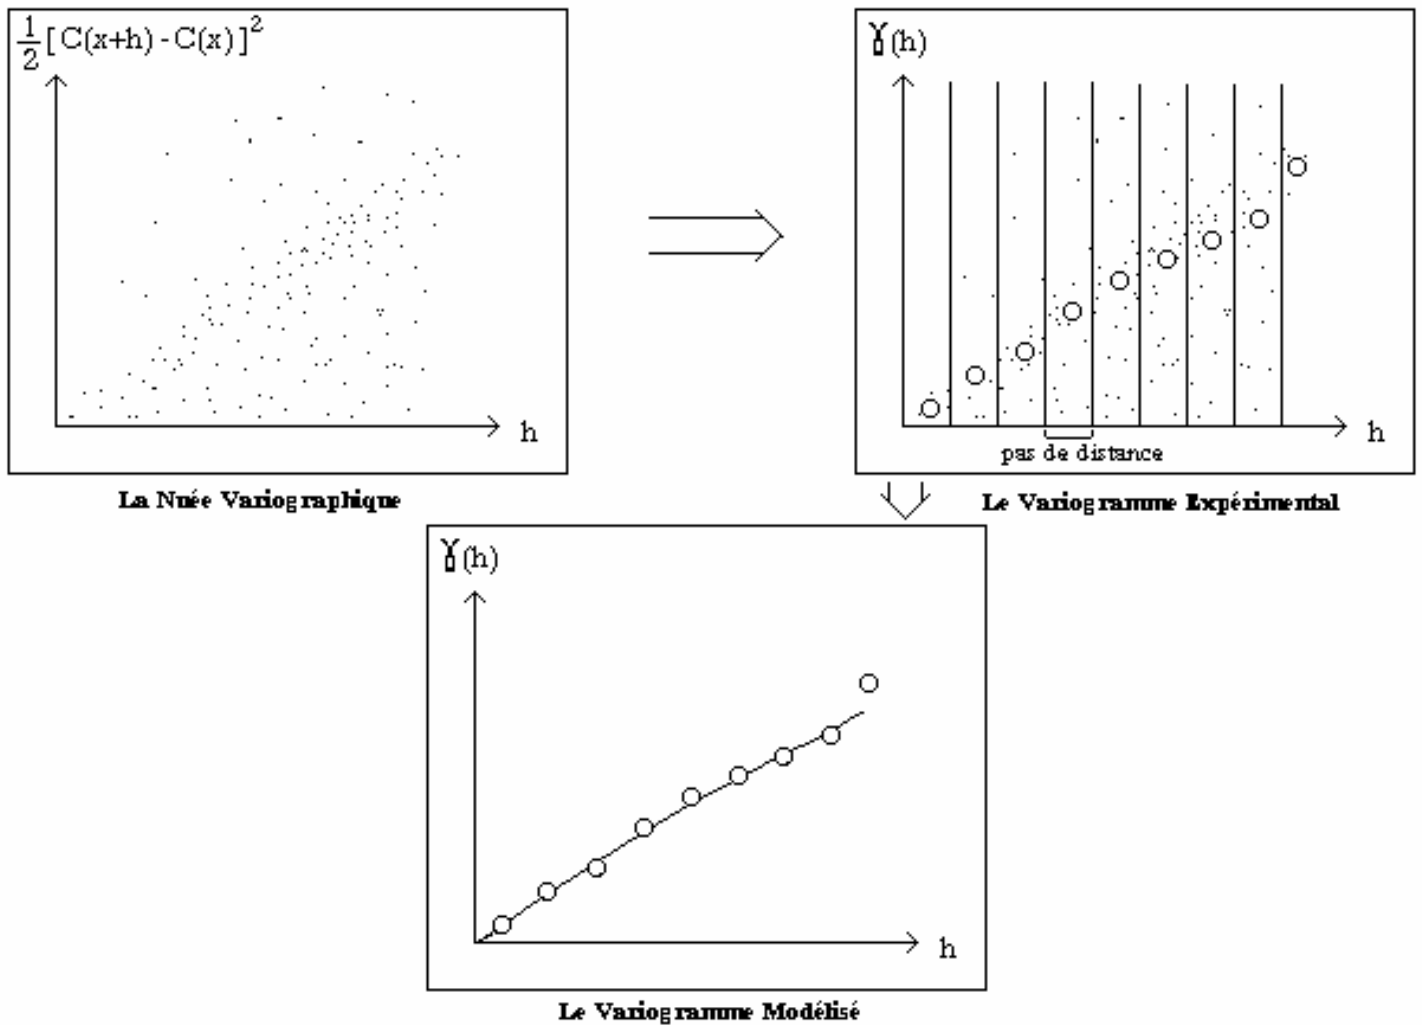 ½[C(x+h) - C(x)]²
h
La Nuée Variographique
ɣ(h)
h
pas de distance
Le Variogramme Expérimental
ɣ(h)
h
Le Variogramme Modélisé